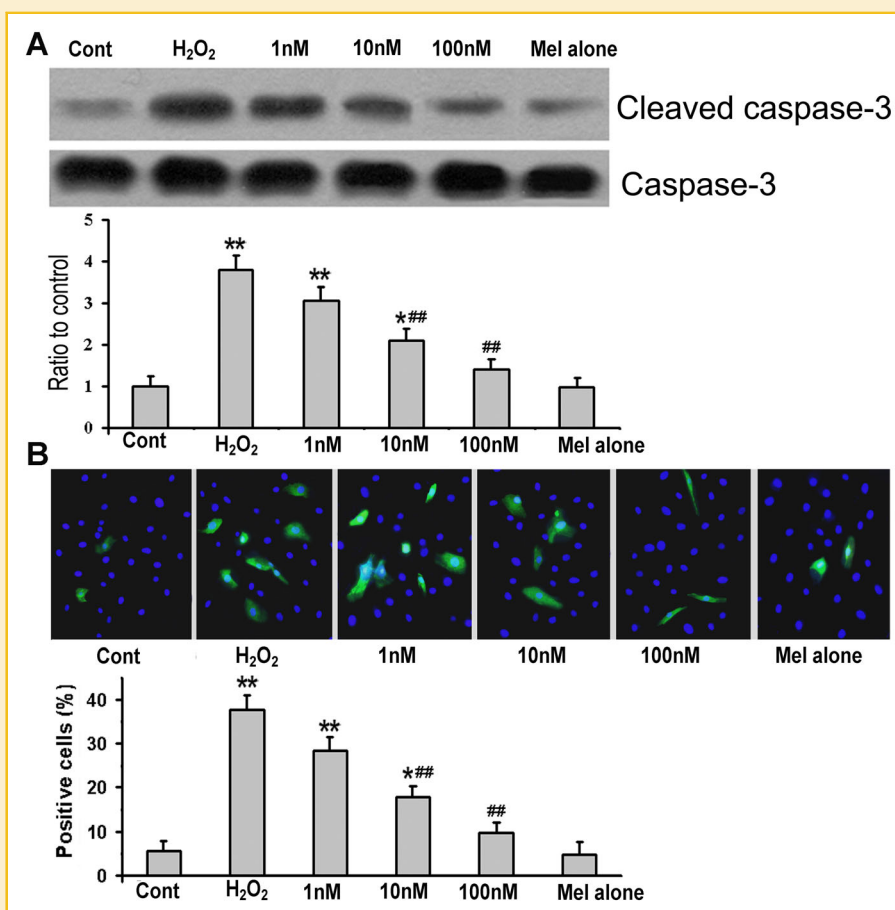 A
Cont H₂O₂ 1nM 10nM 100nM Mel alone
Cleaved caspase-3
Caspase-3
Ratio to control
5
4
3
2
1
0
** ** *## ##
Cont H₂O₂ 1nM 10nM 100nM Mel alone
B
Cont H₂O₂ 1nM 10nM 100nM Mel alone
Positive cells (%)
40
30
20
10
0
** ** *## ##
Cont H₂O₂ 1nM 10nM 100nM Mel alone